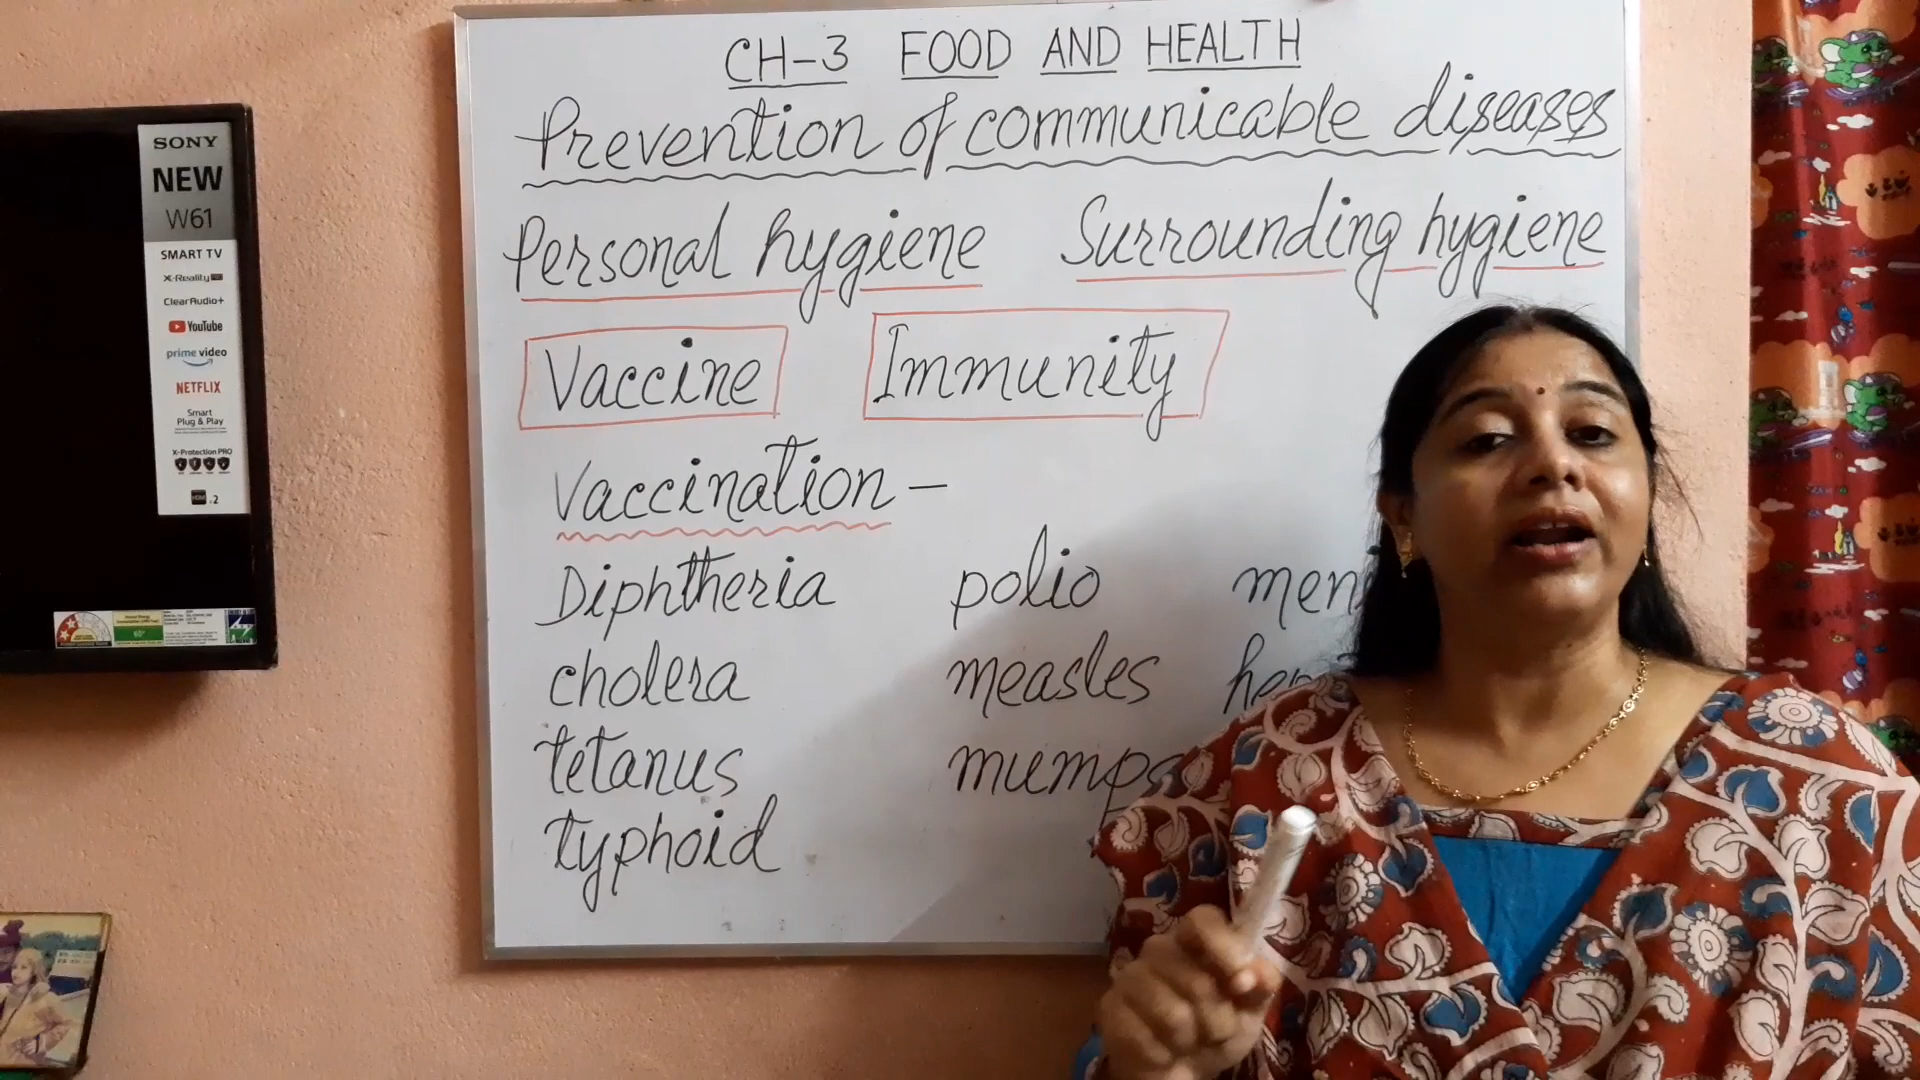 CH-3 FOOD AND HEALTH
Prevention of communicable diseases
Personal hygiene Surrounding hygiene
Vaccine Immunity
Vaccination -
Diphtheria polio
cholera measles
tetanus mumps
typhoid
SONY
NEW
W61
SMART TV
X-Reality PRO
ClearAudio+
YouTube
prime video
NETFLIX
Smart
Plug & Play
X-Protection PRO